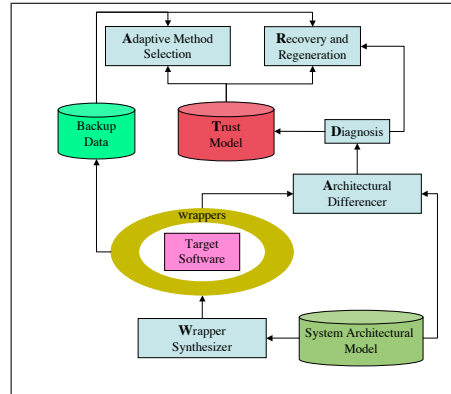 Adaptive Method
Selection
Recovery and
Regeneration
Backup
Data
Trust
Model
Diagnosis
Architectural
Differencer
wrappers
Target
Software
Wrapper
Synthesizer
System Architectural
Model